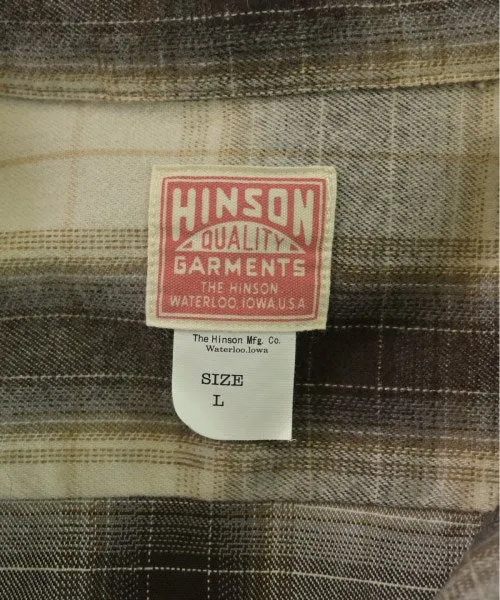 HINSON
QUALITY
GARMENTS
THE HINSON
WATERLOO, IOWA.U.S.A
The Hinson Mfg. Co.
Waterloo.Iowa
SIZE
L